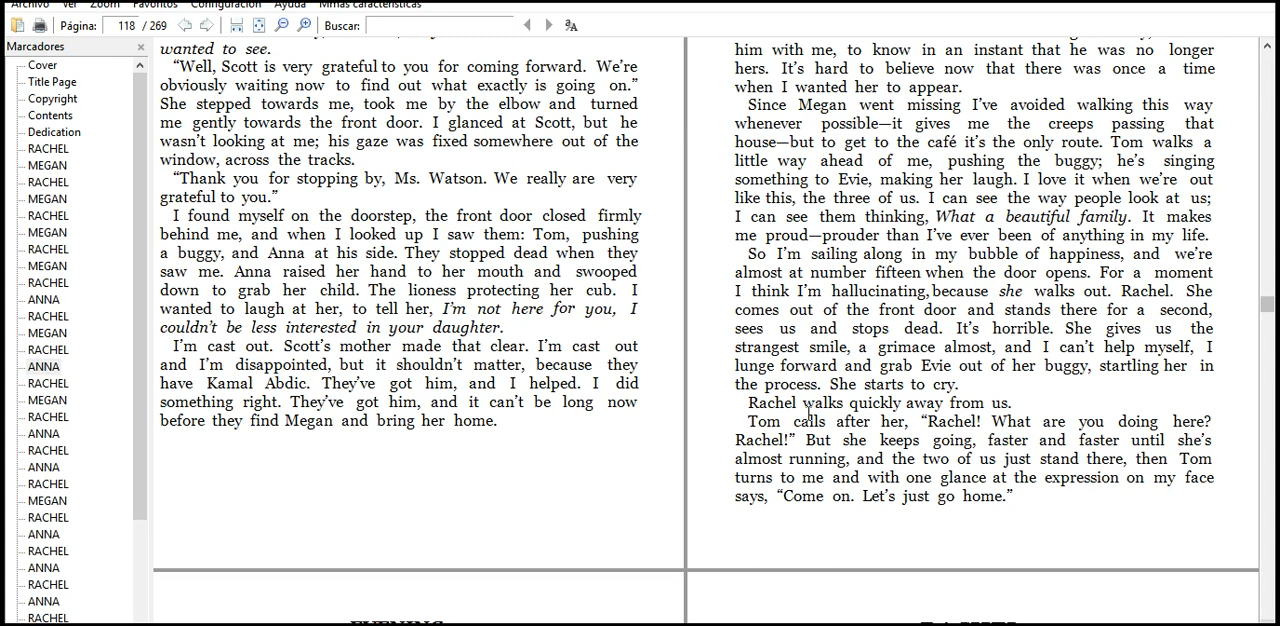 Archivo Ver Zoom Favoritos Configuración Ayuda Mínas características
Página: 118 / 269 Buscar:
Marcadores
Cover
Title Page
Copyright
Contents
Dedication
RACHEL
MEGAN
RACHEL
MEGAN
RACHEL
MEGAN
RACHEL
MEGAN
RACHEL
ANNA
RACHEL
MEGAN
RACHEL
ANNA
RACHEL
MEGAN
RACHEL
ANNA
RACHEL
ANNA
RACHEL
MEGAN
RACHEL
ANNA
RACHEL
ANNA
RACHEL
ANNA
RACHEL
wanted to see.
“Well, Scott is very grateful to you for coming forward. We’re
obviously waiting now to find out what exactly is going on.”
She stepped towards me, took me by the elbow and turned
me gently towards the front door. I glanced at Scott, but he
wasn’t looking at me; his gaze was fixed somewhere out of the
window, across the tracks.
“Thank you for stopping by, Ms. Watson. We really are very
grateful to you.”
I found myself on the doorstep, the front door closed firmly
behind me, and when I looked up I saw them: Tom, pushing
a buggy, and Anna at his side. They stopped dead when they
saw me. Anna raised her hand to her mouth and swooped
down to grab her child. The lioness protecting her cub. I
wanted to laugh at her, to tell her, I’m not here for you, I
couldn’t be less interested in your daughter.
I’m cast out. Scott’s mother made that clear. I’m cast out
and I’m disappointed, but it shouldn’t matter, because they
have Kamal Abdic. They’ve got him, and I helped. I did
something right. They’ve got him, and it can’t be long now
before they find Megan and bring her home.
him with me, to know in an instant that he was no longer
hers. It’s hard to believe now that there was once a time
when I wanted her to appear.
Since Megan went missing I’ve avoided walking this way
whenever possible—it gives me the creeps passing that
house—but to get to the café it’s the only route. Tom walks a
little way ahead of me, pushing the buggy; he’s singing
something to Evie, making her laugh. I love it when we’re out
like this, the three of us. I can see the way people look at us;
I can see them thinking, What a beautiful family. It makes
me proud—prouder than I’ve ever been of anything in my life.
So I’m sailing along in my bubble of happiness, and we’re
almost at number fifteen when the door opens. For a moment
I think I’m hallucinating, because she walks out. Rachel. She
comes out of the front door and stands there for a second,
sees us and stops dead. It’s horrible. She gives us the
strangest smile, a grimace almost, and I can’t help myself, I
lunge forward and grab Evie out of her buggy, startling her in
the process. She starts to cry.
Rachel walks quickly away from us.
Tom calls after her, “Rachel! What are you doing here?
Rachel!” But she keeps going, faster and faster until she’s
almost running, and the two of us just stand there, then Tom
turns to me and with one glance at the expression on my face
says, “Come on. Let’s just go home.”
EVENING